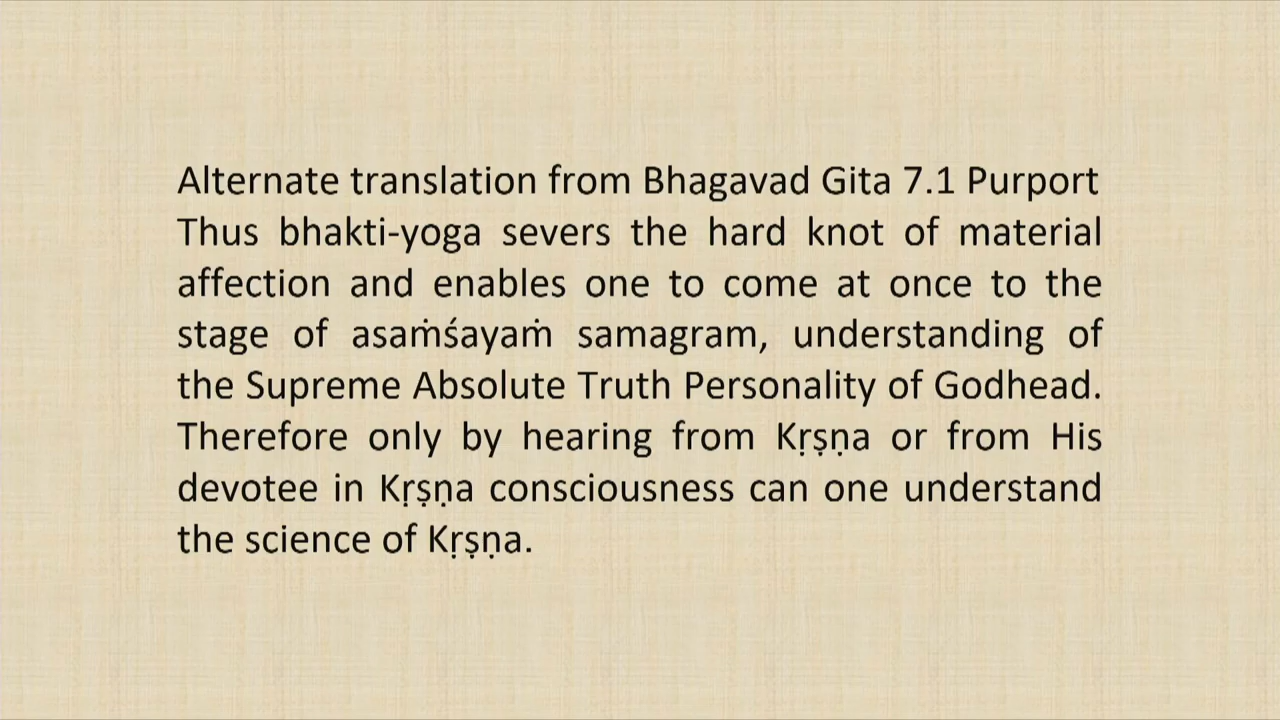 Alternate translation from Bhagavad Gita 7.1 Purport
Thus bhakti-yoga severs the hard knot of material
affection and enables one to come at once to the
stage of asaṁśayaṁ samagram, understanding of
the Supreme Absolute Truth Personality of Godhead.
Therefore only by hearing from Kṛṣṇa or from His
devotee in Kṛṣṇa consciousness can one understand
the science of Kṛṣṇa.